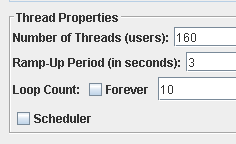 Thread Properties
Number of Threads (users): 160
Ramp-Up Period (in seconds): 3
Loop Count: Forever 10
Scheduler